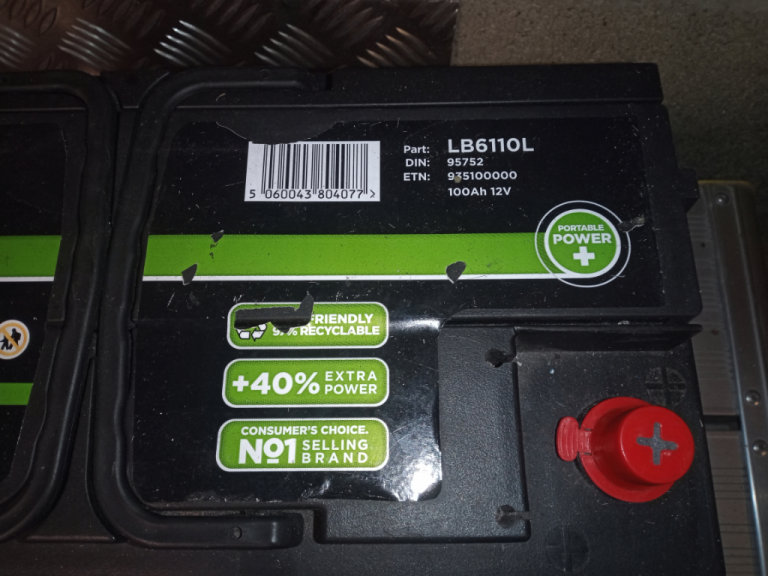 Part: LB6110L
DIN: 95752
ETN: 935100000
100Ah 12V
5 060043 804077 >
PORTABLE
POWER
+
FRIENDLY
RECYCLABLE
+40% EXTRA
POWER
CONSUMER'S CHOICE.
Nº1 SELLING
BRAND
+